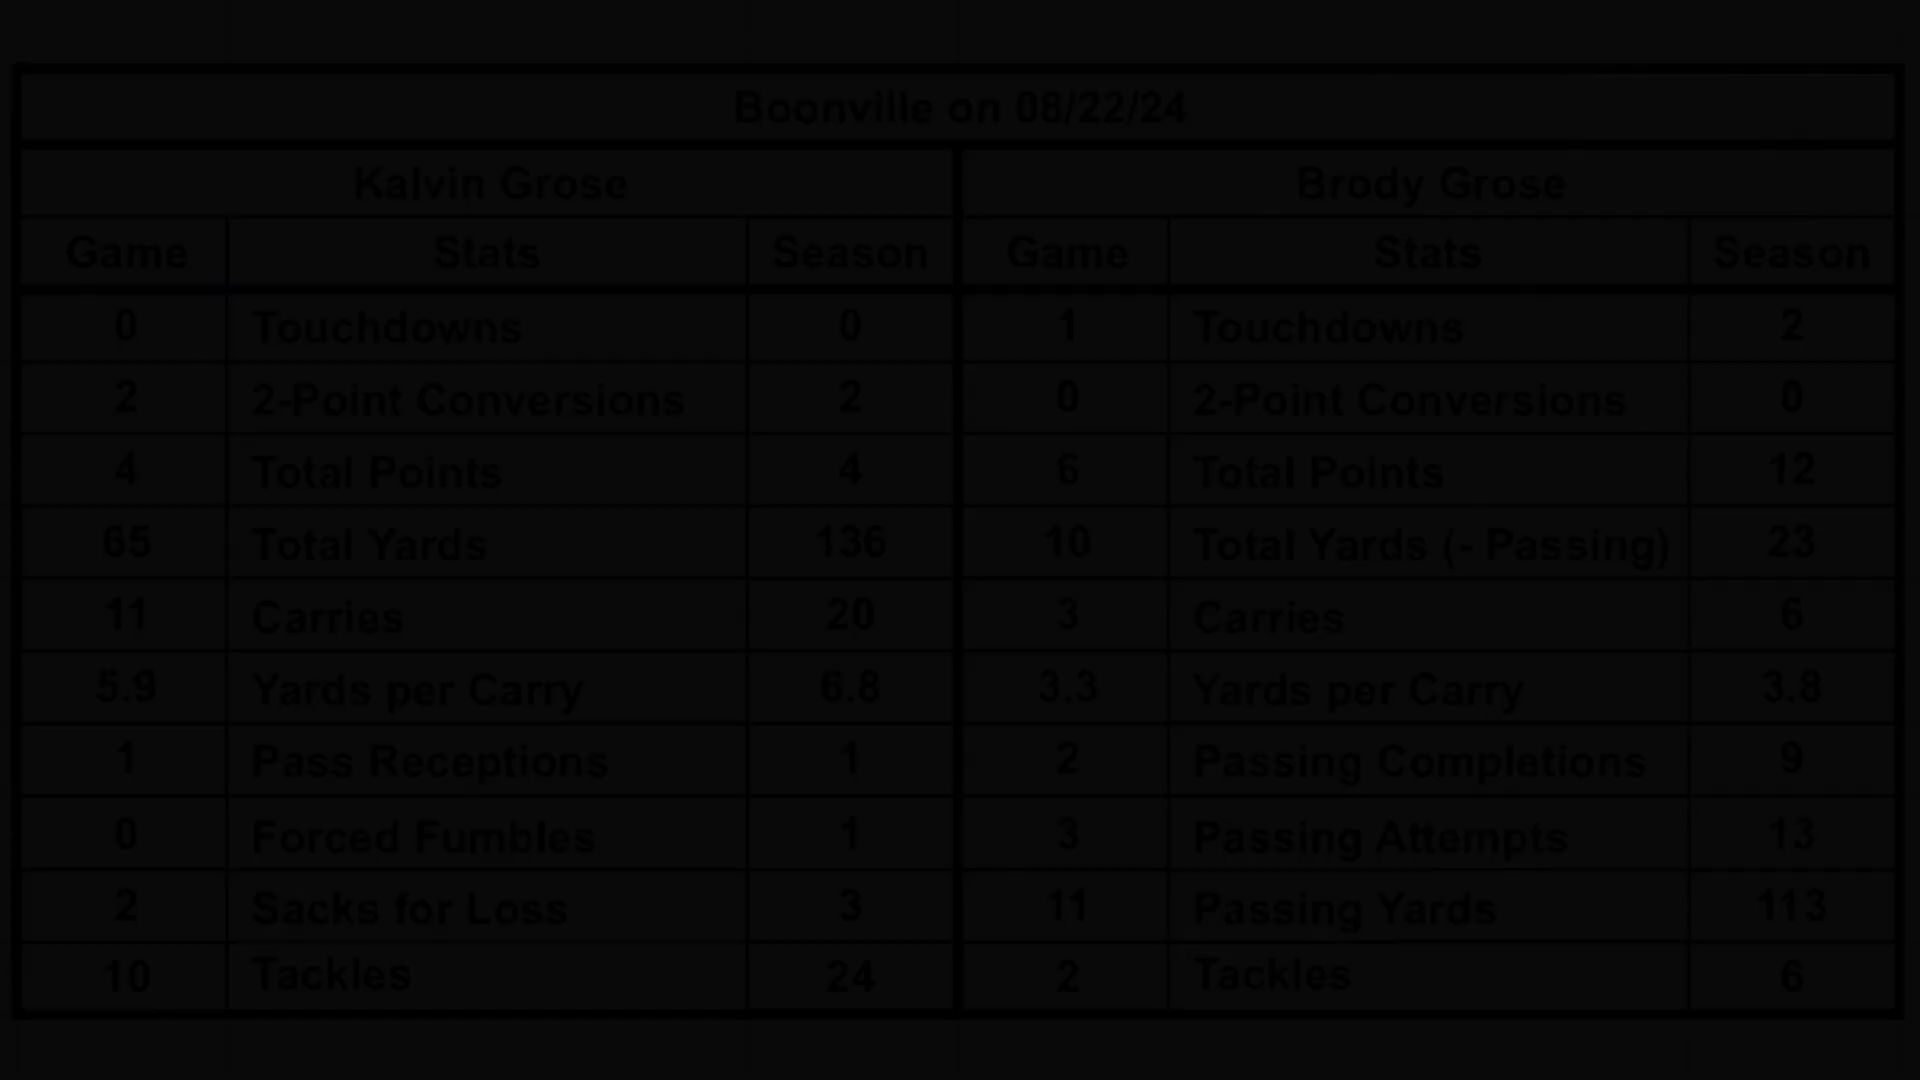 Boonville on 08/22/24
Kalvin Grose Brody Grose
Game Stats Season Game Stats Season
0 Touchdowns 0 1 Touchdowns 2
2 2-Point Conversions 2 0 2-Point Conversions 0
4 Total Points 4 6 Total Points 12
65 Total Yards 136 10 Total Yards (- Passing) 23
11 Carries 20 3 Carries 6
5.9 Yards per Carry 6.8 3.3 Yards per Carry 3.8
1 Pass Receptions 1 2 Passing Completions 9
0 Forced Fumbles 1 3 Passing Attempts 13
2 Sacks for Loss 3 11 Passing Yards 113
10 Tackles 24 2 Tackles 6